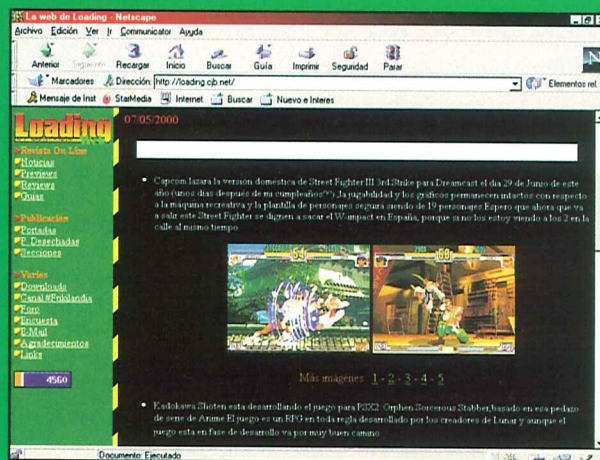 La web de Loading - Netscape
Archivo Edición Ver Ir Communicator Ayuda
Anterior Siguiente Recargar Inicio Buscar Guía Imprimir Seguridad Parar N
Marcadores Dirección: http://loading.cjb.net/ Elementos rel.
Mensaje de Inst StarMedia Internet Buscar Nuevo e Interes
Loading
Revista On Line
Noticias
Previews
Reviews
Guias
Publicación
Portadas
P. Desechadas
Secciones
Varios
Downloads
Canal #Frikilandia
Foro
Encuesta
E-Mail
Agradecimientos
Links
4560
07/05/2000
Capcom lazara la versión doméstica de Street Fighter III 3rd Strike para Dreamcast el dia 29 de Junio de este
año (unos días después de mi cumpleaños^^). La jugabilidad y los gráficos permanecen intactos con respecto
a la máquina recreativa y la plantilla de personajes seguirá siendo de 19 personajes. Espero que ahora que va
a salir este Street Fighter se dignen a sacar el W-impact en España, porque si no los estoy viendo a los 2 en la
calle al mismo tiempo.
54
66
Más imágenes: 1 - 2 - 3 - 4 - 5
Kadokawa Shoten esta desarrollando el juego para PSX2: Orphen Sorcerous Stabber, basado en esa pedazo
de serie de Anime. El juego es un RPG en toda regla desarrollado por los creadores de Lunar y aunque el
juego esta en fase de desarrollo va por muy buen camino.
Documento: Ejecutado